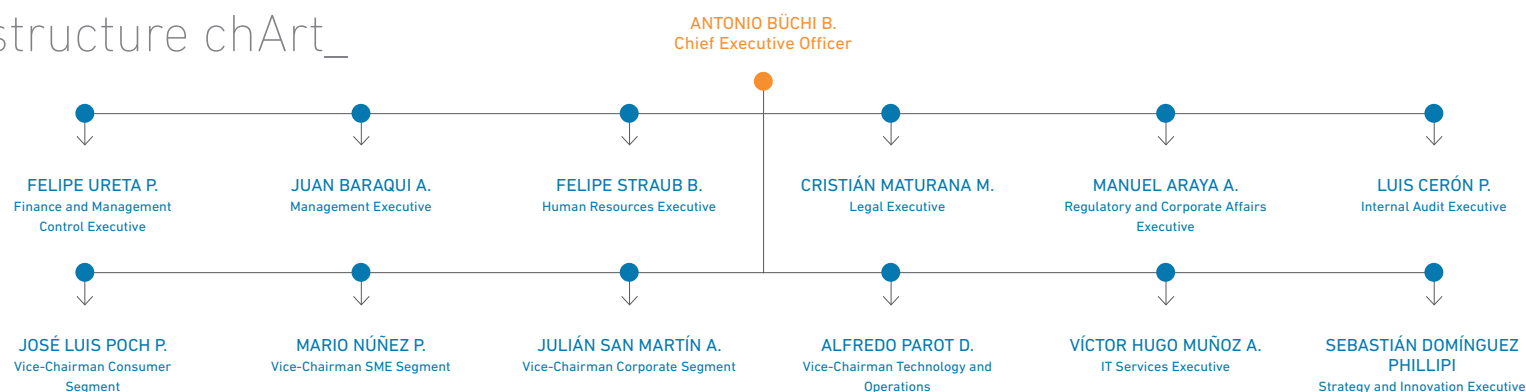 structure chArt_
ANTONIO BÜCHI B.
Chief Executive Officer
FELIPE URETA P.
Finance and Management
Control Executive
JUAN BARAQUI A.
Management Executive
FELIPE STRAUB B.
Human Resources Executive
CRISTIÁN MATURANA M.
Legal Executive
MANUEL ARAYA A.
Regulatory and Corporate Affairs
Executive
LUIS CERÓN P.
Internal Audit Executive
JOSÉ LUIS POCH P.
Vice-Chairman Consumer
Segment
MARIO NÚÑEZ P.
Vice-Chairman SME Segment
JULIÁN SAN MARTÍN A.
Vice-Chairman Corporate Segment
ALFREDO PAROT D.
Vice-Chairman Technology and
Operations
VÍCTOR HUGO MUÑOZ A.
IT Services Executive
SEBASTIÁN DOMÍNGUEZ
PHILLIPI
Strategy and Innovation Executive